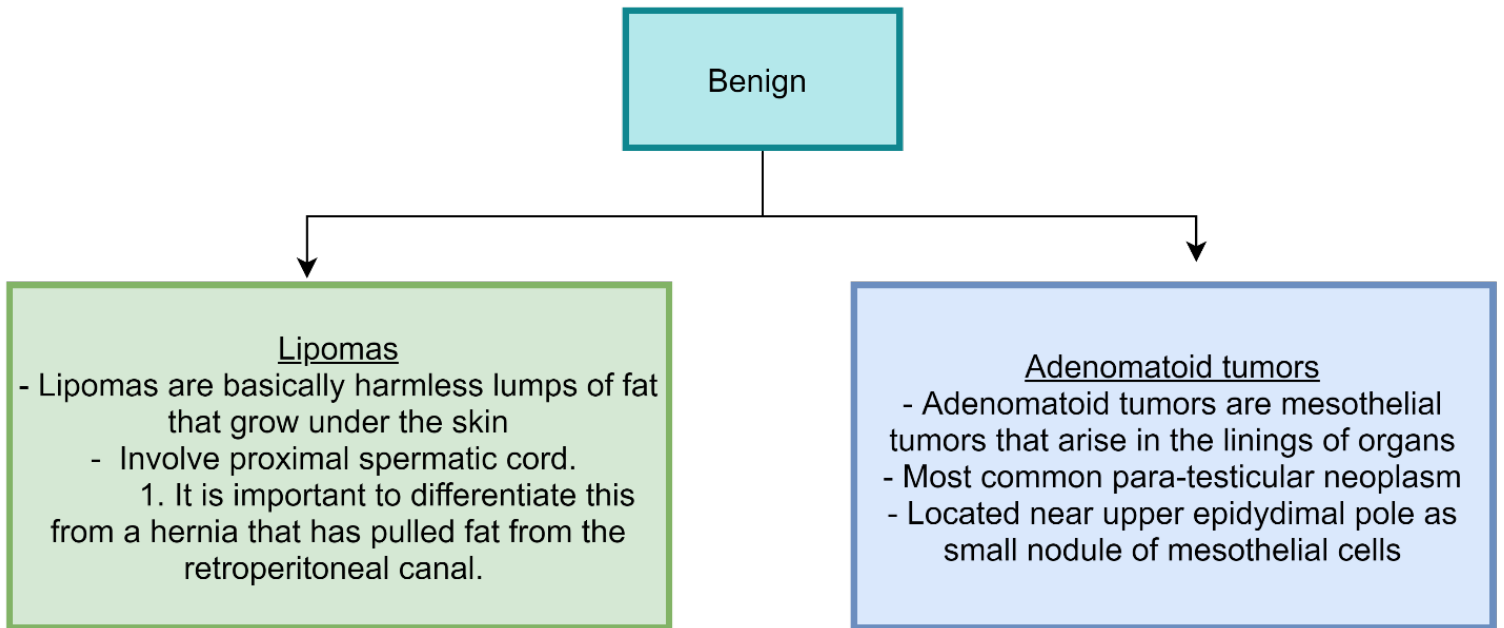 Benign
Lipomas
- Lipomas are basically harmless lumps of fat
that grow under the skin
- Involve proximal spermatic cord.
1. It is important to differentiate this
from a hernia that has pulled fat from the
retroperitoneal canal.
Adenomatoid tumors
- Adenomatoid tumors are mesothelial
tumors that arise in the linings of organs
- Most common para-testicular neoplasm
- Located near upper epidydimal pole as
small nodule of mesothelial cells